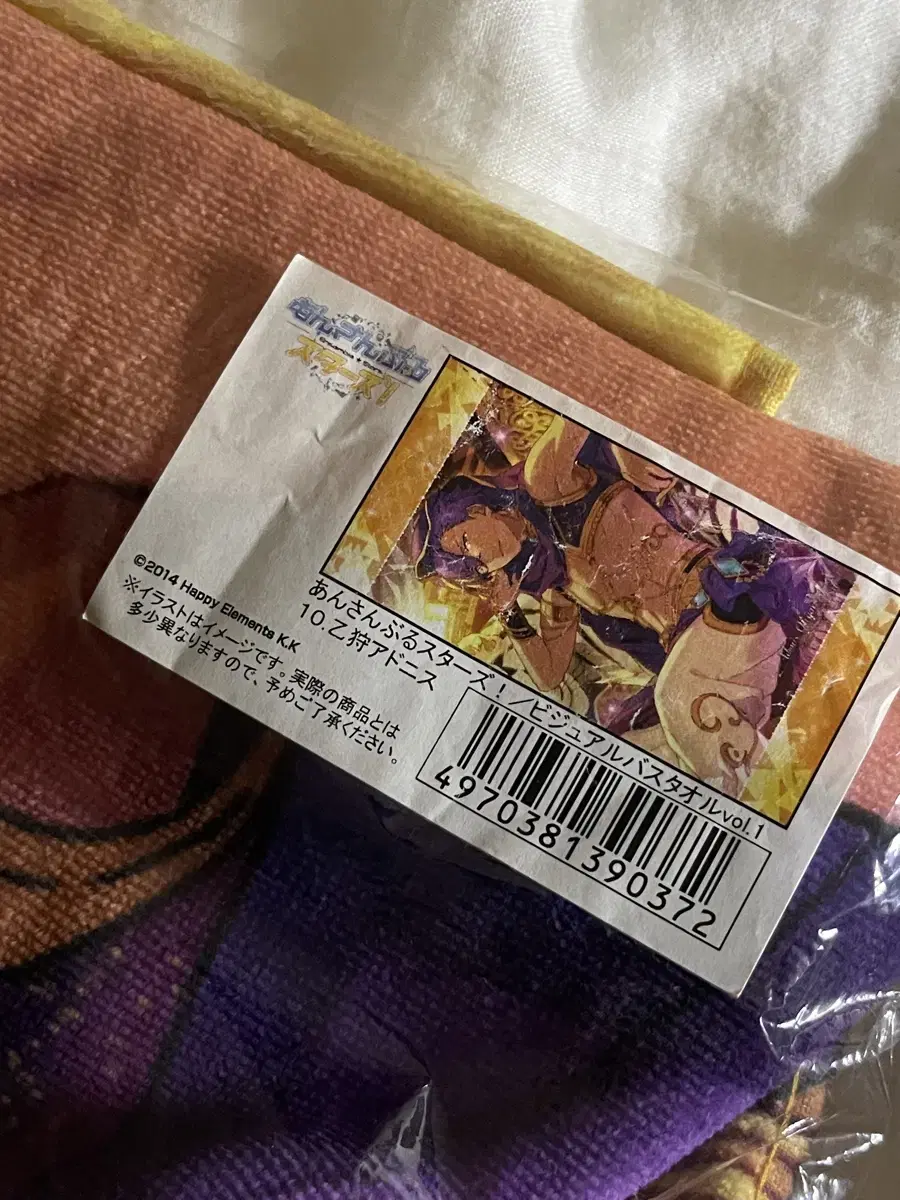 あんさんぶる
スターズ！
©2014 Happy Elements K.K
※イラストはイメージです。実際の商品とは
多少異なりますので、予めご了承ください。
あんさんぶるスターズ！／ビジュアルバスタオルvol.1
10.乙狩アドニス
4970381390372